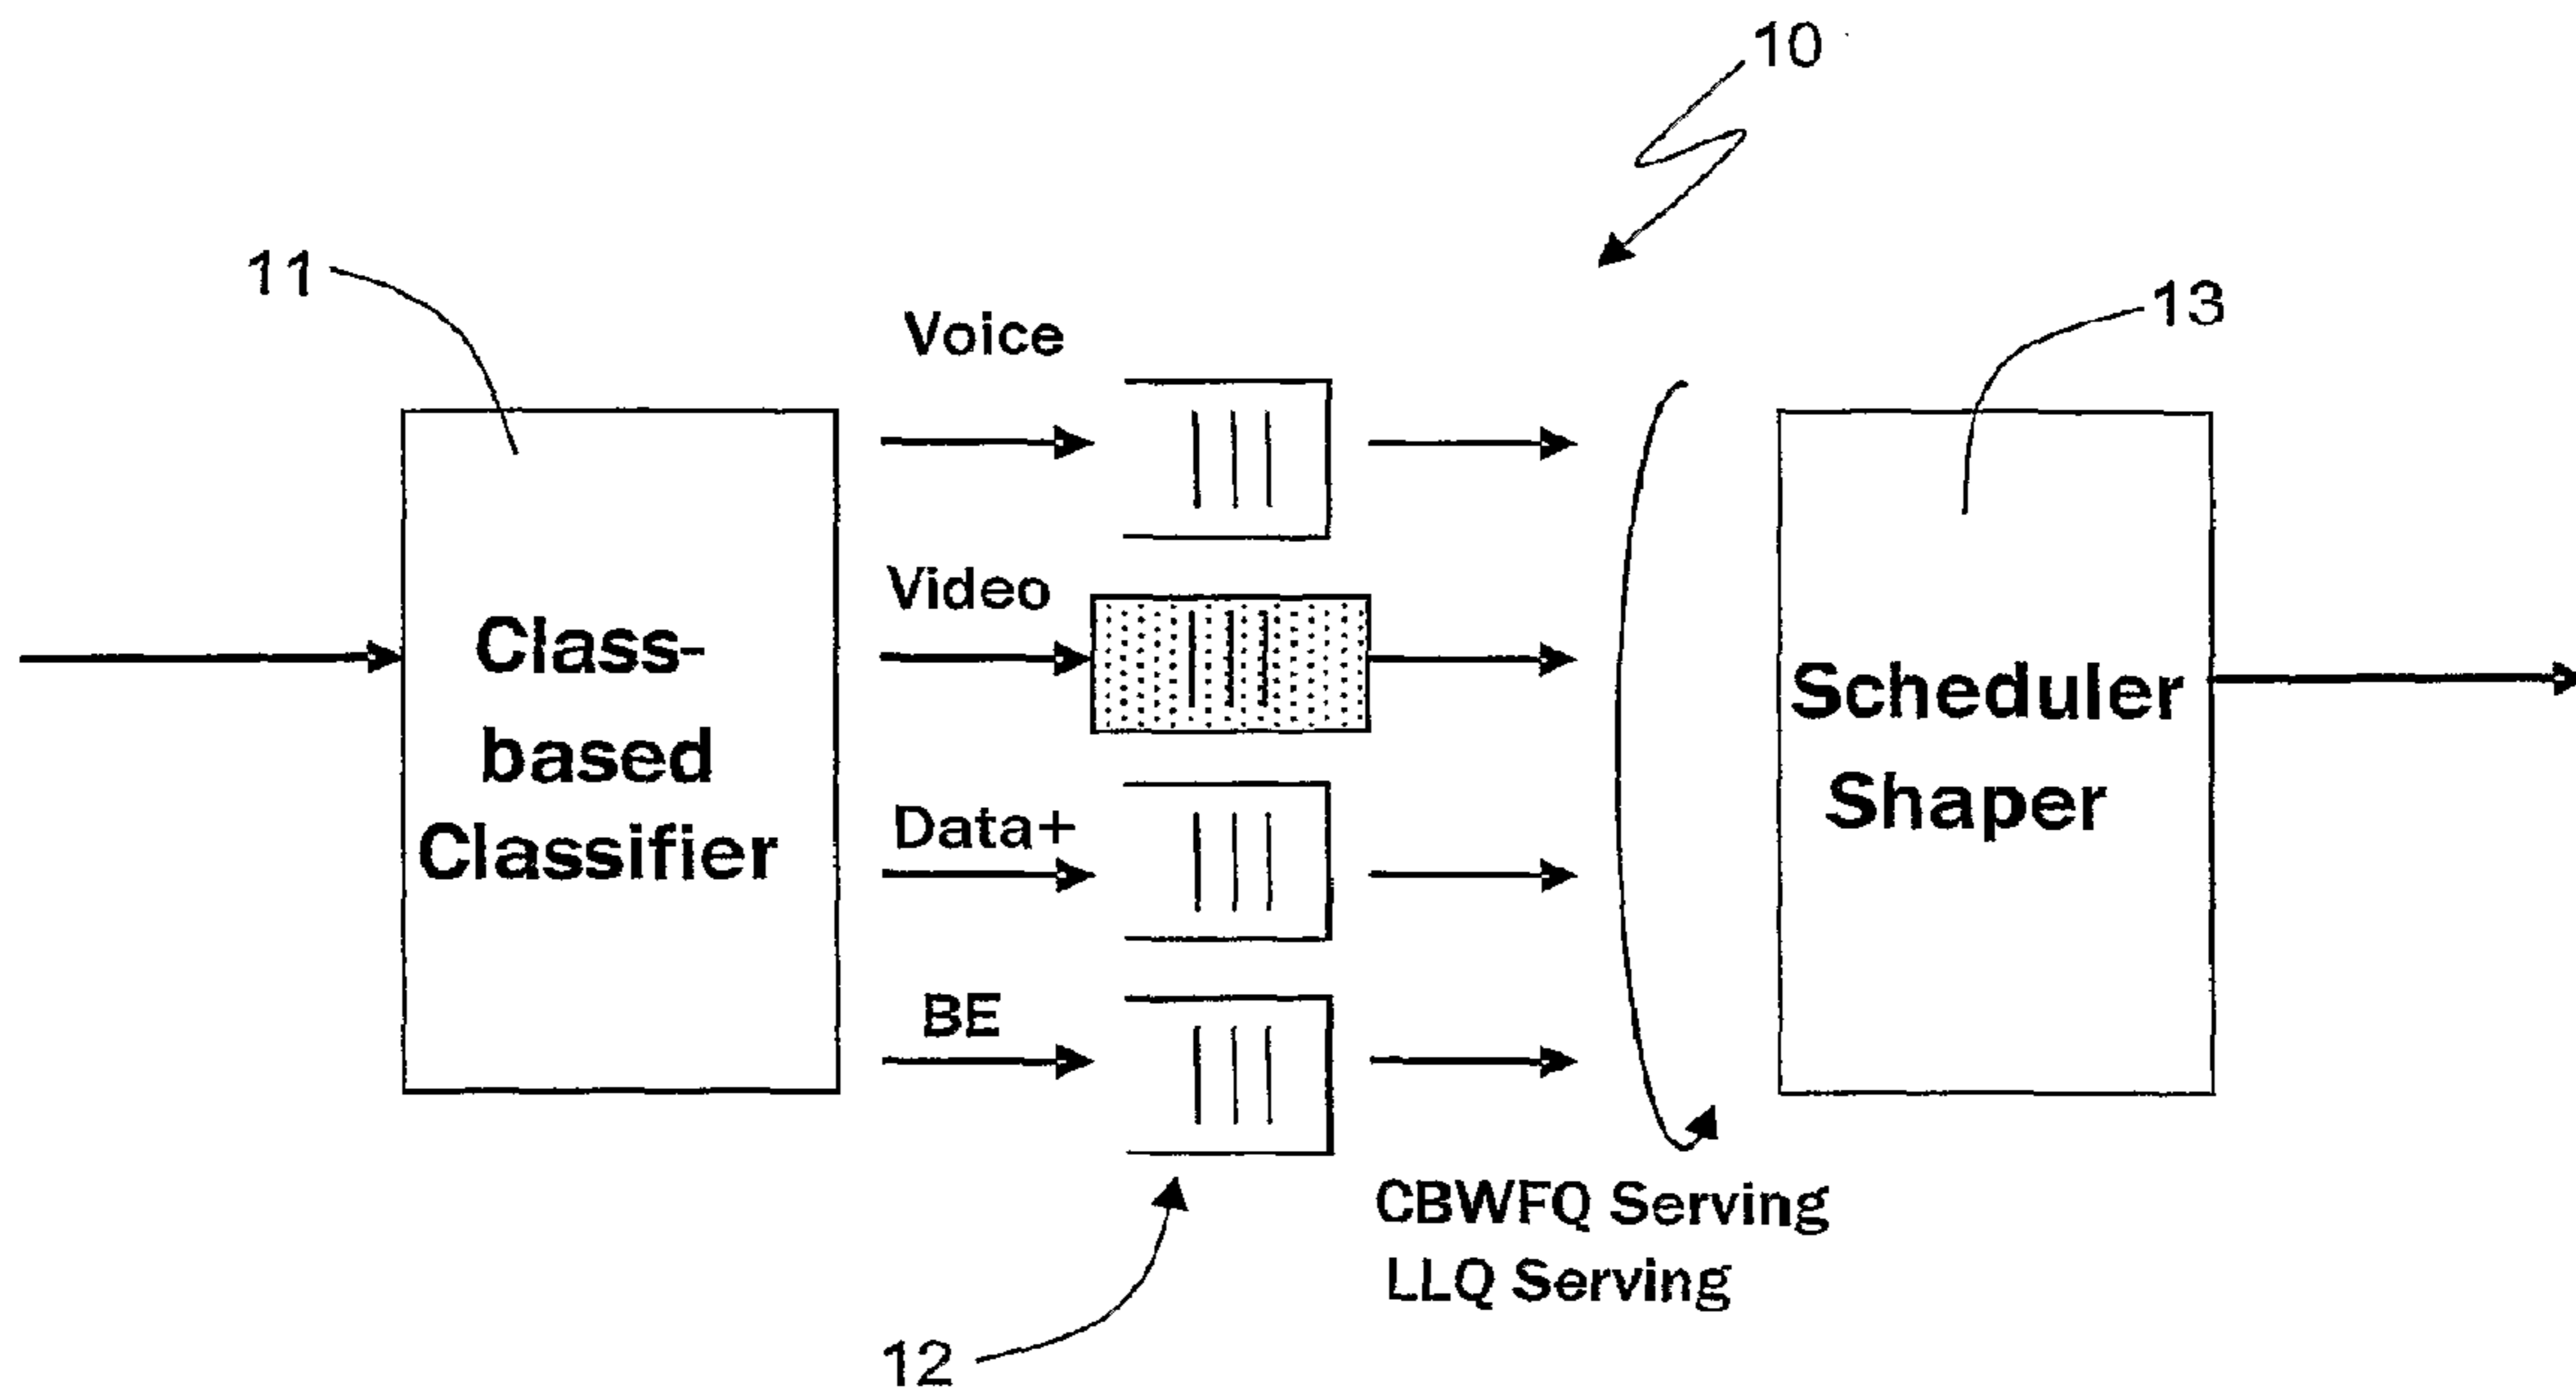 10
11
13
Voice
Video
Data+
BE
Class-
based
Classifier
Scheduler
Shaper
CBWFQ Serving
LLQ Serving
12